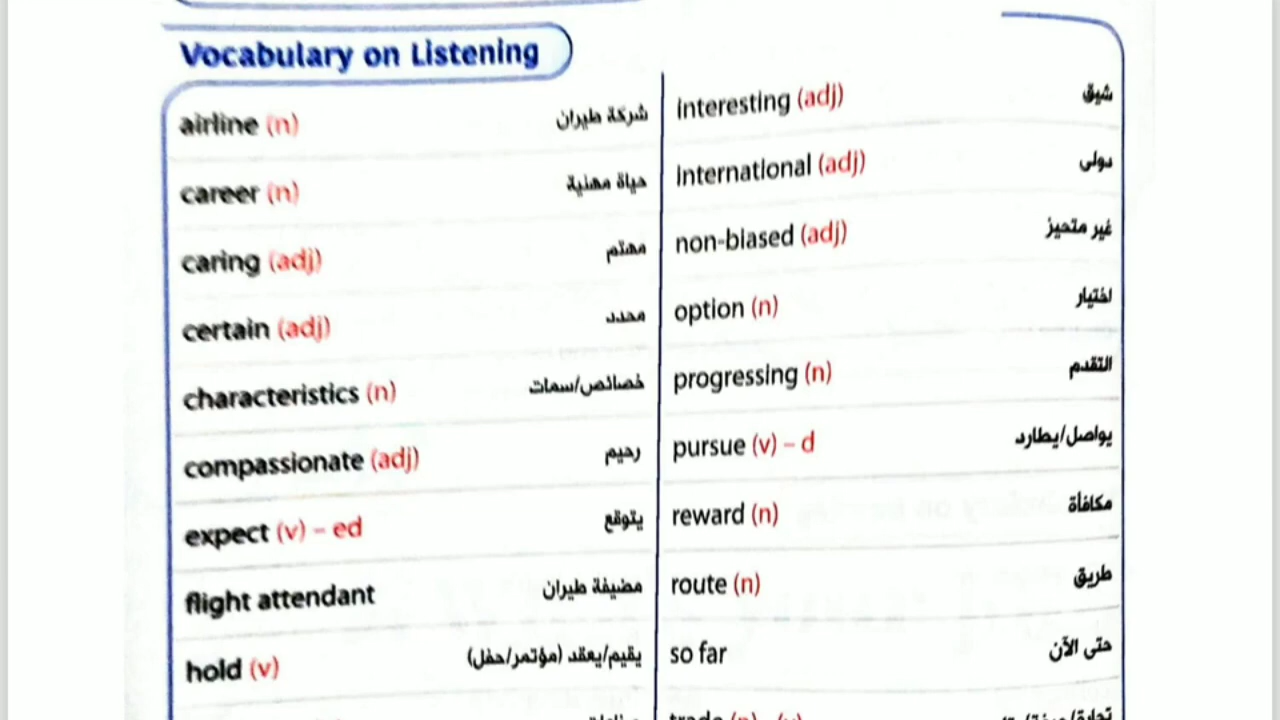 Vocabulary on Listening
airline (n) شركة طيران
career (n) حياة مهنية
caring (adj) مهتم
certain (adj) محدد
characteristics (n) خصائص/سمات
compassionate (adj) رحيم
expect (v) – ed يتوقع
flight attendant مضيفة طيران
hold (v) يقيم/يعقد (مؤتمر/حفل)
interesting (adj) شيق
international (adj) دولى
non-biased (adj) غير متحيز
option (n) اختيار
progressing (n) التقدم
pursue (v) – d يواصل/يطارد
reward (n) مكافأة
route (n) طريق
so far حتى الآن
trade (n) - (v)